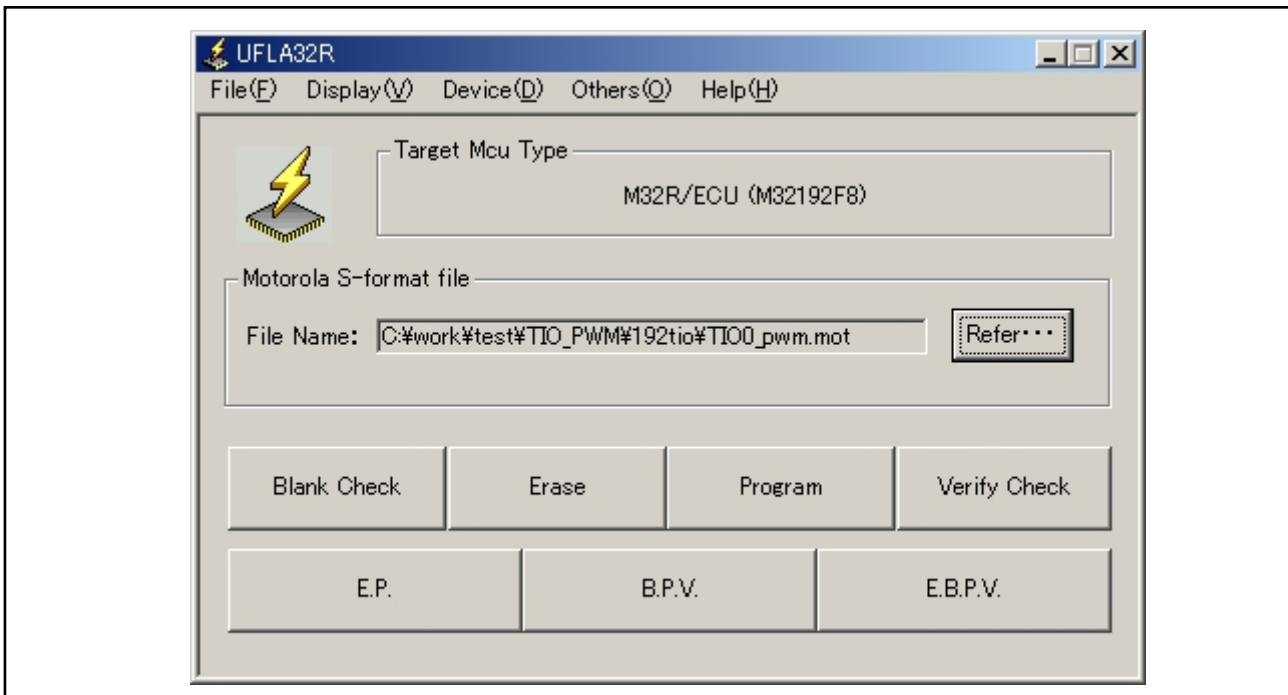 UFLA32R
File(F) Display(V) Device(D) Others(O) Help(H)
Target Mcu Type
M32R/ECU (M32192F8)
Motorola S-format file
File Name: C:¥work¥test¥TIO_PWM¥192tio¥TIO0_pwm.mot Refer・・・
Blank Check Erase Program Verify Check
E.P. B.P.V. E.B.P.V.